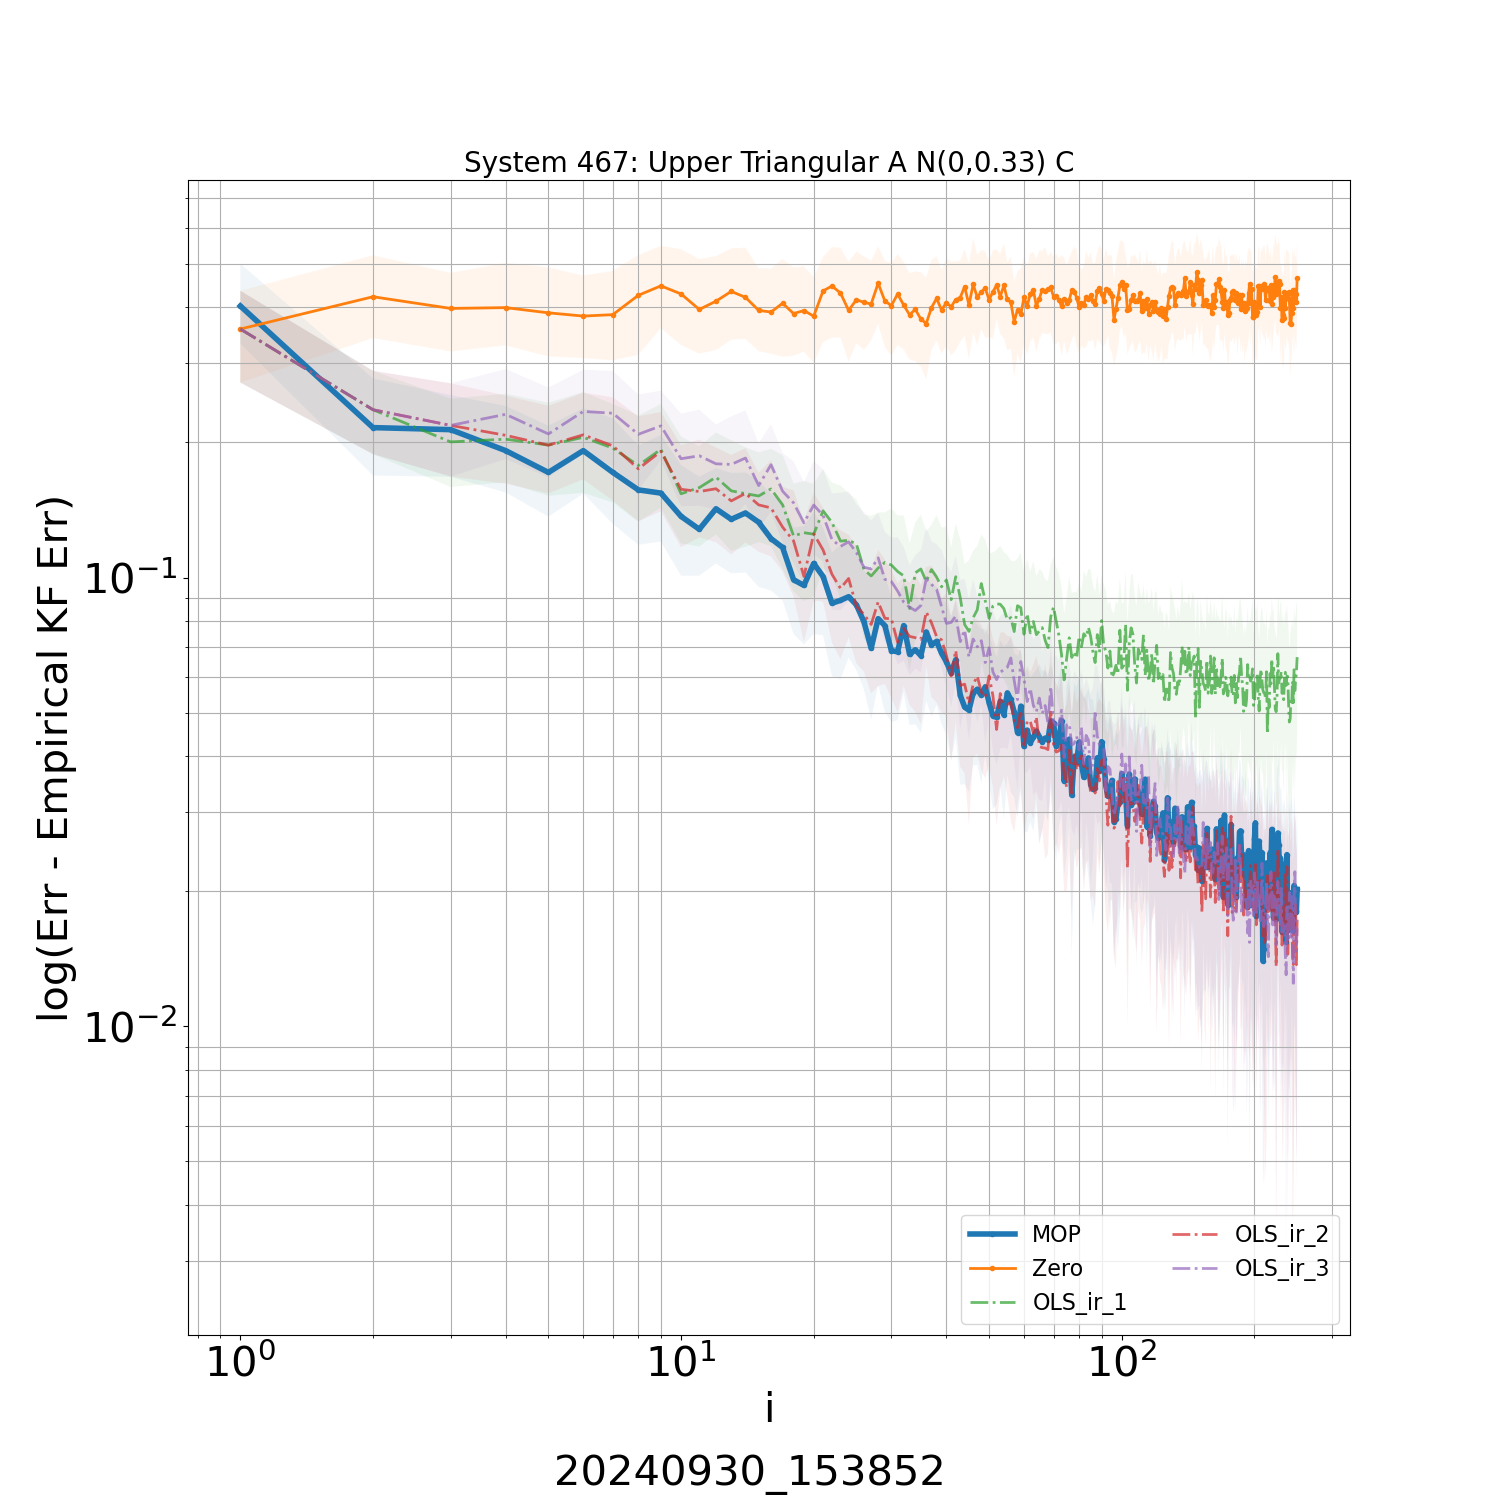 System 467: Upper Triangular A N(0,0.33) C
log(Err - Empirical KF Err)
10⁻¹
10⁻²
MOP
Zero
OLS_ir_1
OLS_ir_2
OLS_ir_3
10⁰
10¹
10²
i
20240930_153852